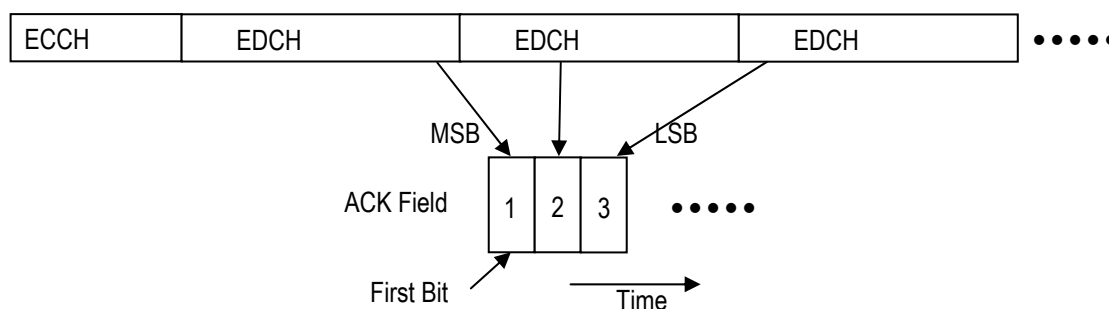 ECCH EDCH EDCH EDCH
MSB LSB
ACK Field 1 2 3
First Bit
Time